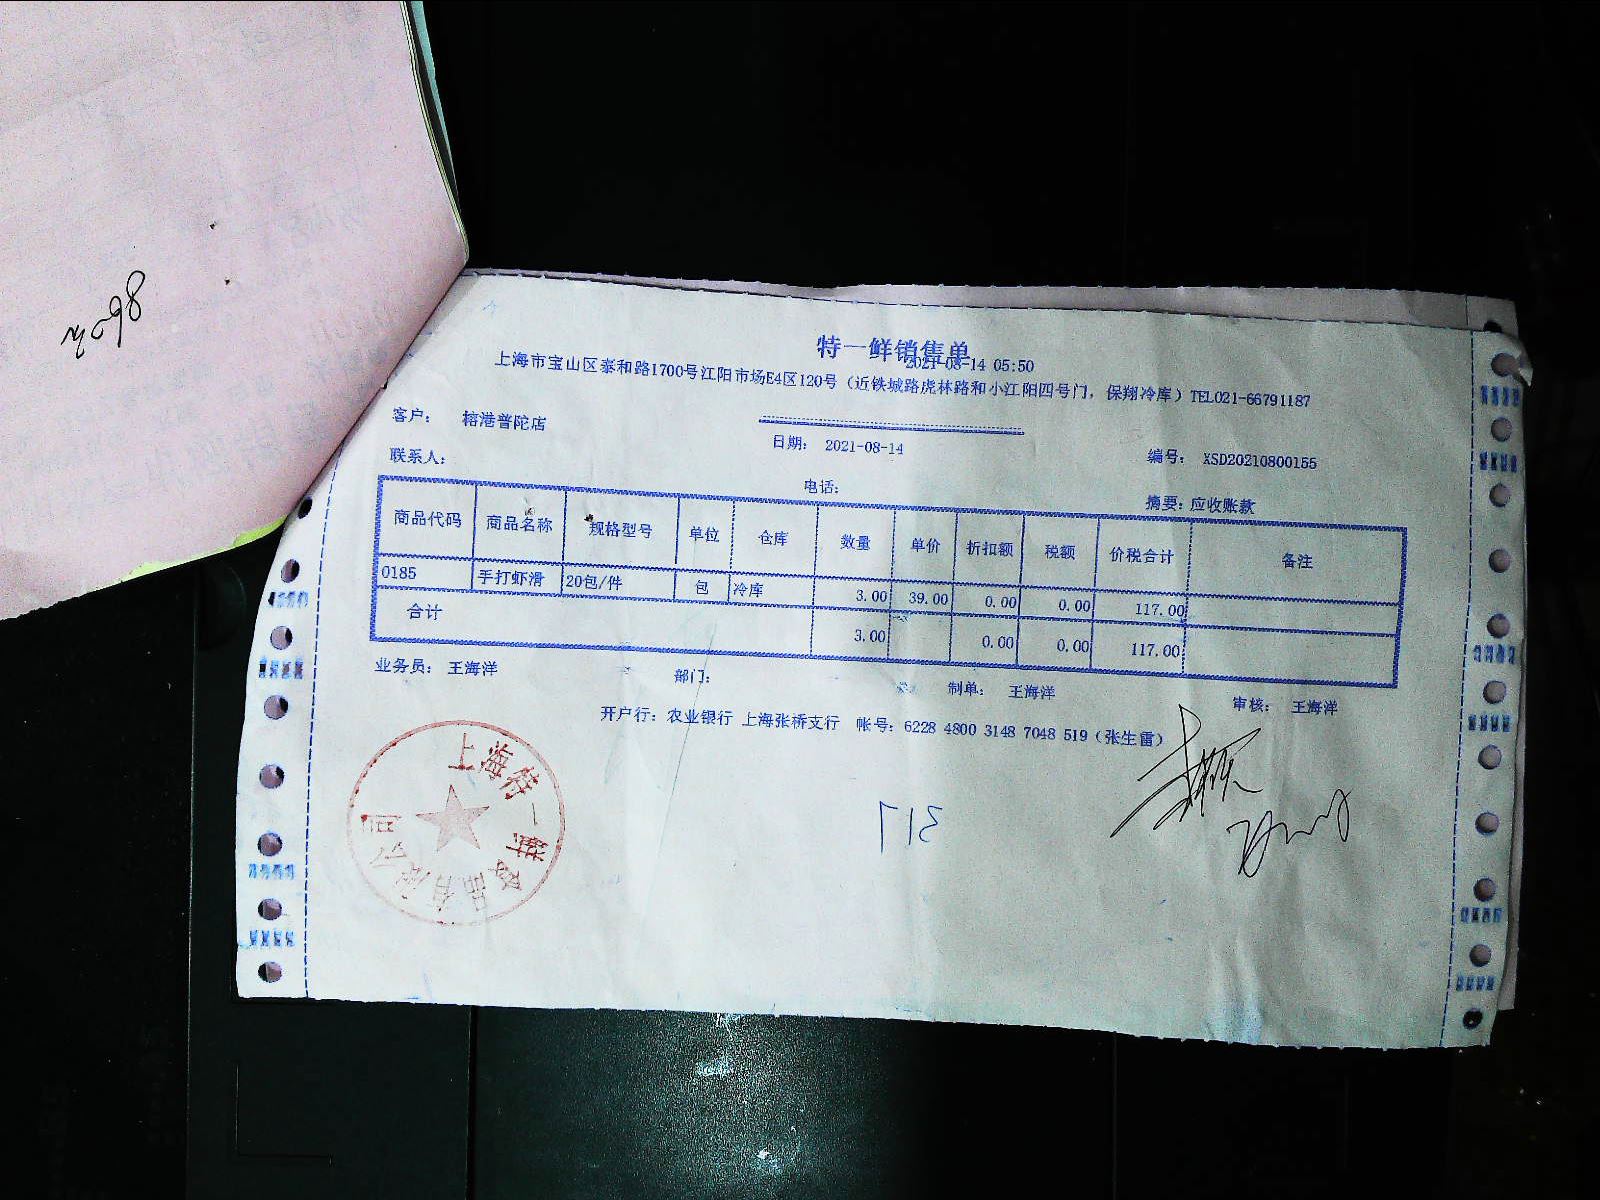 特一鲜销售单
2021-08-14 05:50
上海市宝山区泰和路1700号江阳市场E4区120号（近铁城路虎林路和小江阳四号门，保翔冷库）TEL021-66791187
客户： 榕港普陀店
日期： 2021-08-14
编号： XSD20210800155
联系人：
电话：
摘要：应收账款
商品代码 商品名称 规格型号 单位 仓库 数量 单价 折扣额 税额 价税合计 备注
0185 手打虾滑 20包/件 包 冷库 3.00 39.00 0.00 0.00 117.00
合计 3.00 0.00 0.00 117.00
业务员： 王海洋 部门： 制单： 王海洋 审核： 王海洋
开户行：农业银行 上海张桥支行 帐号：6228 4800 3148 7048 519（张生雷）
上海特一鲜食品有限公司
317